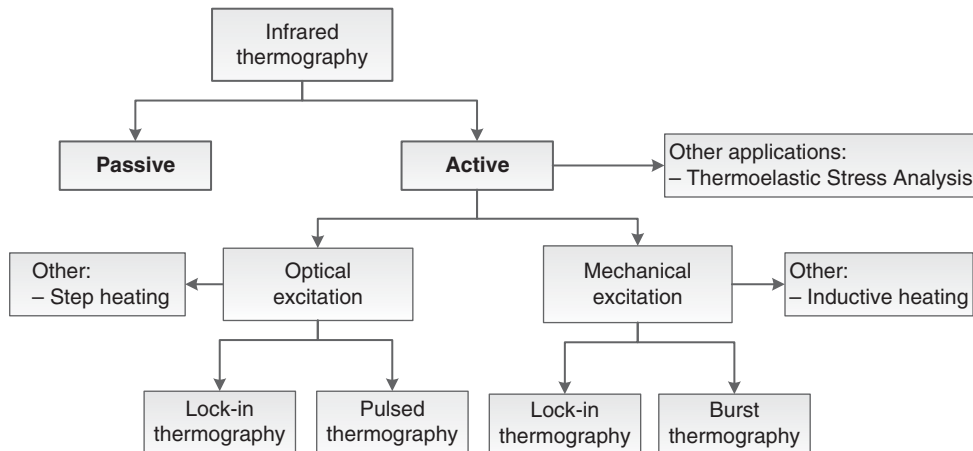 Infrared
thermography
Passive
Active
Other applications:
– Thermoelastic Stress Analysis
Other:
– Step heating
Optical
excitation
Mechanical
excitation
Other:
– Inductive heating
Lock-in
thermography
Pulsed
thermography
Lock-in
thermography
Burst
thermography